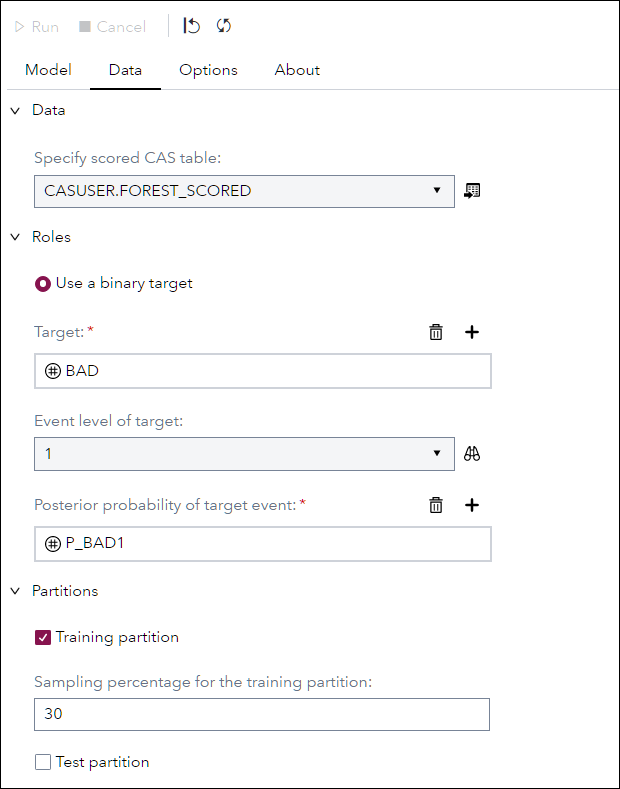 Run Cancel
Model Data Options About
Data
Specify scored CAS table:
CASUSER.FOREST_SCORED
Roles
Use a binary target
Target: *
BAD
Event level of target:
1
Posterior probability of target event: *
P_BAD1
Partitions
Training partition
Sampling percentage for the training partition:
30
Test partition